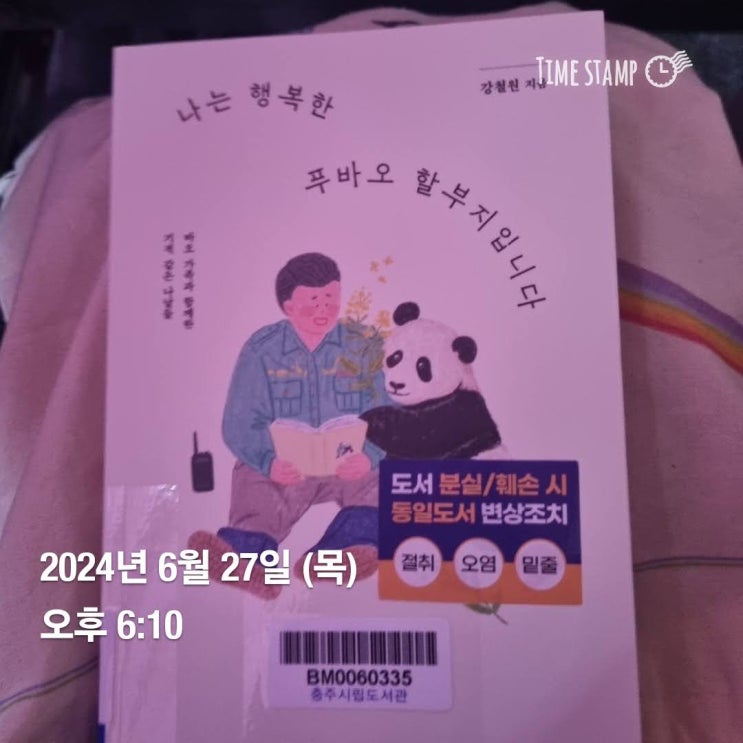 TIME STAMP
강철원 지음
나는 행복한
푸바오 할부지입니다
바오 가족과 함께한
기적 같은 나날들
도서 분실/훼손 시
동일도서 변상조치
절취 오염 밑줄
2024년 6월 27일 (목)
오후 6:10
BM0060335
충주시립도서관